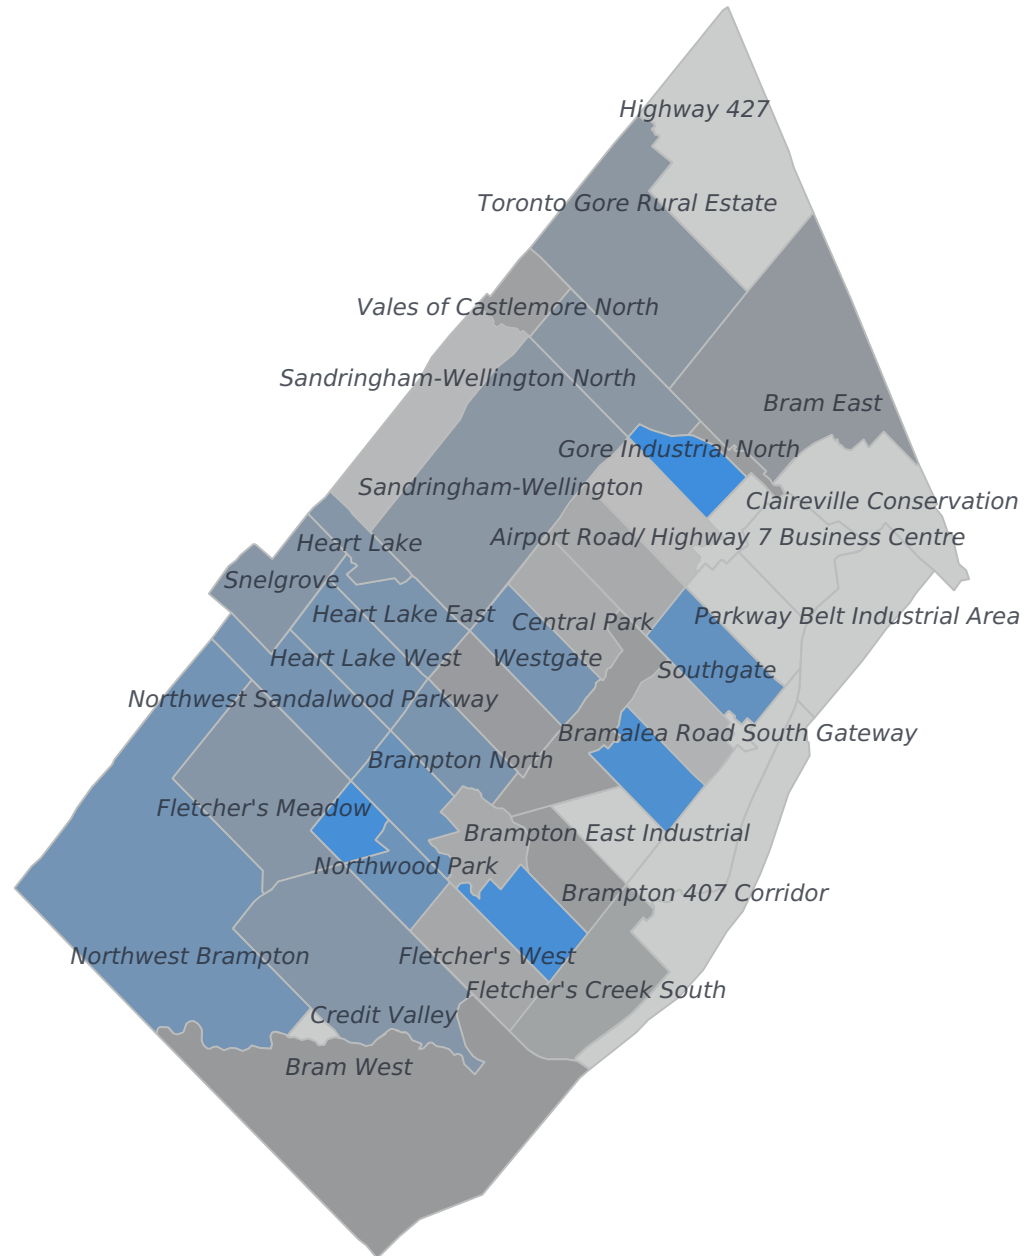 Highway 427
Toronto Gore Rural Estate
Vales of Castlemore North
Sandringham-Wellington North
Bram East
Gore Industrial North
Sandringham-Wellington
Claireville Conservation
Airport Road/ Highway 7 Business Centre
Heart Lake
Snelgrove
Heart Lake East
Central Park
Parkway Belt Industrial Area
Heart Lake West
Westgate
Southgate
Northwest Sandalwood Parkway
Bramalea Road South Gateway
Brampton North
Fletcher's Meadow
Brampton East Industrial
Northwood Park
Brampton 407 Corridor
Northwest Brampton
Fletcher's West
Fletcher's Creek South
Credit Valley
Bram West